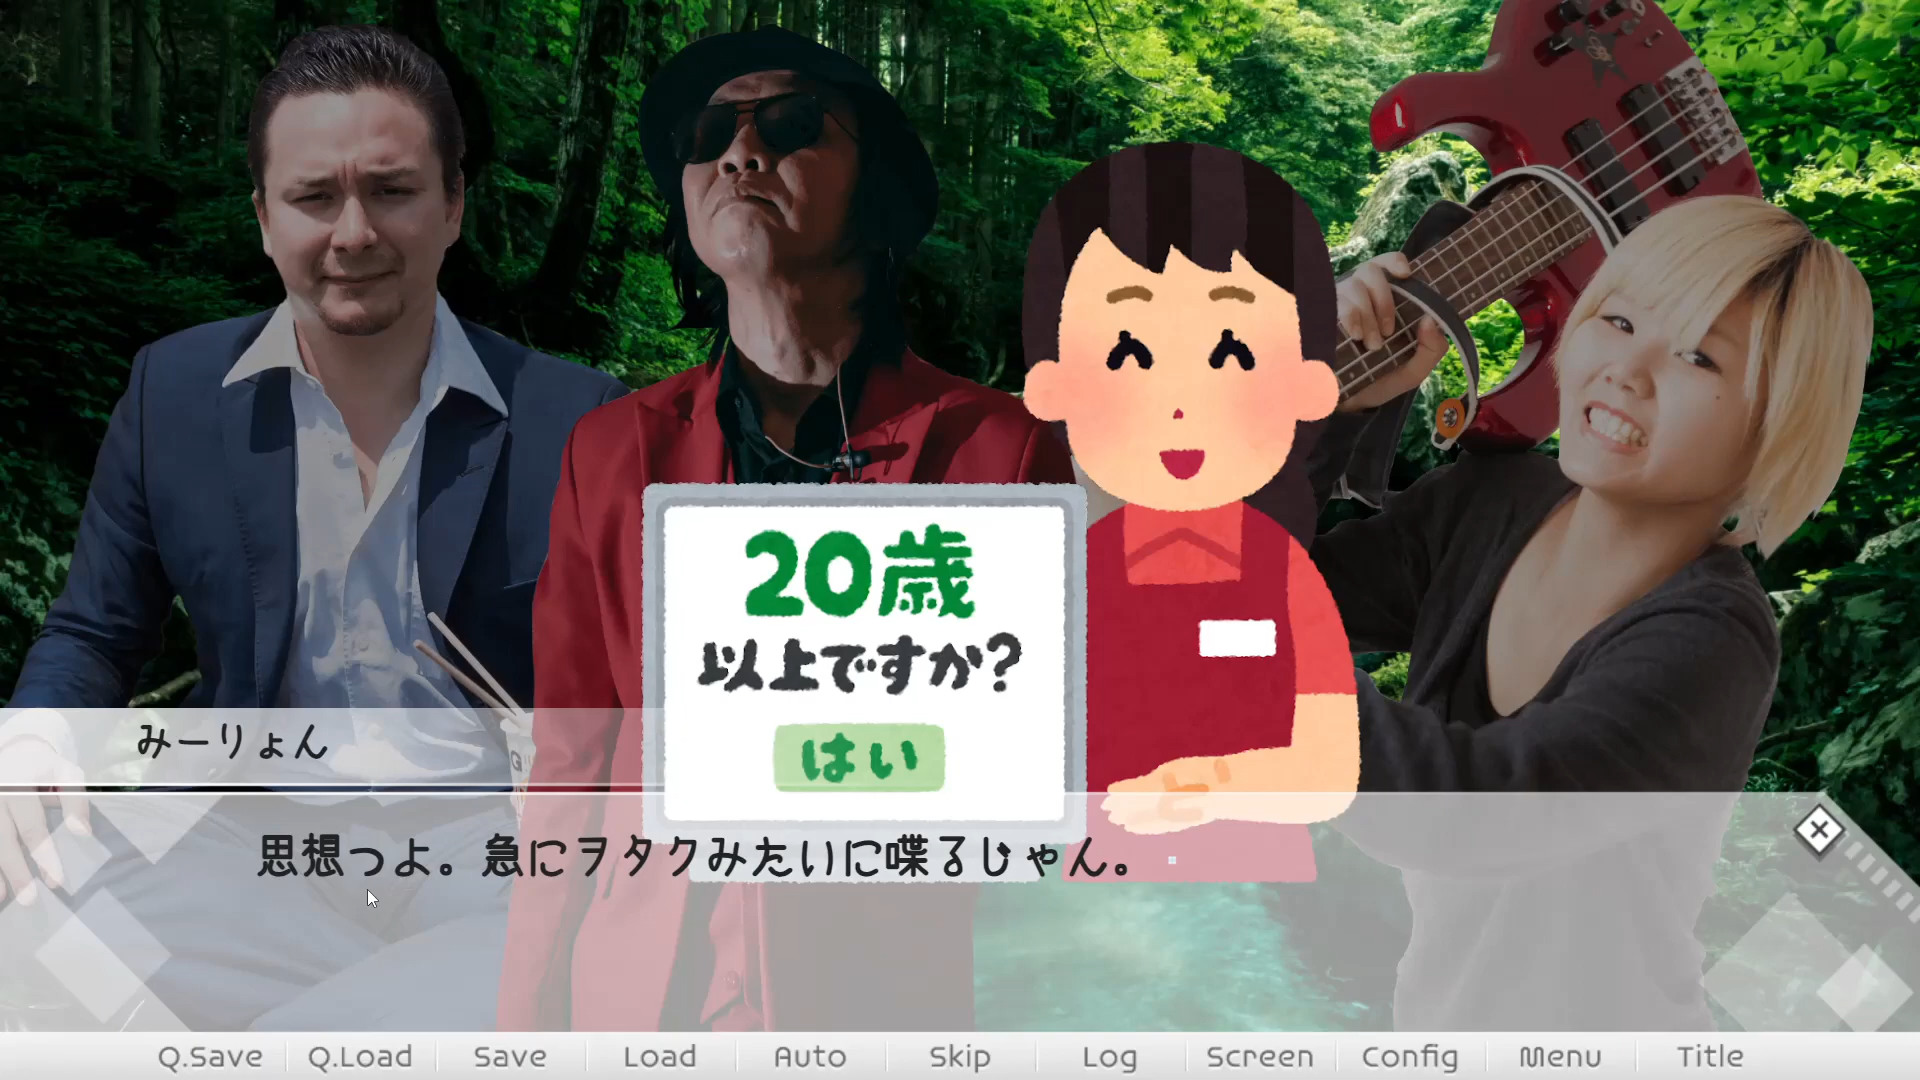 20歳
以上ですか?
はい
みーりょん
思想つよ。急にヲタクみたいに喋るじゃん。
Q.Save Q.Load Save Load Auto Skip Log Screen Config Menu Title